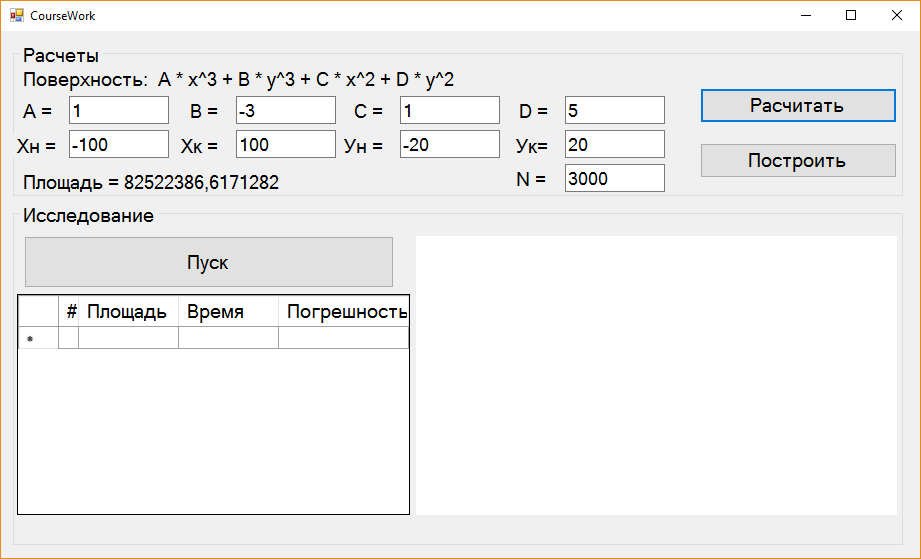 CourseWork
Расчеты
Поверхность: A * x^3 + B * y^3 + C * x^2 + D * y^2
A = 1 B = -3 C = 1 D = 5 Расчитать
Хн = -100 Хк = 100 Ун = -20 Ук= 20 Построить
Площадь = 82522386,6171282 N = 3000
Исследование
Пуск
# Площадь Время Погрешность